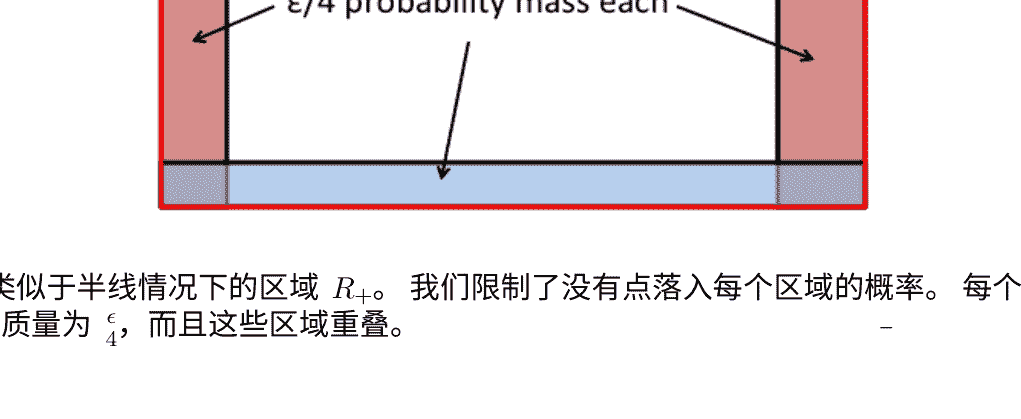 ε/4 probability mass each
类似于半线情况下的区域 R₊。 我们限制了没有点落入每个区域的概率。 每个
质量为 ϵ/4，而且这些区域重叠。